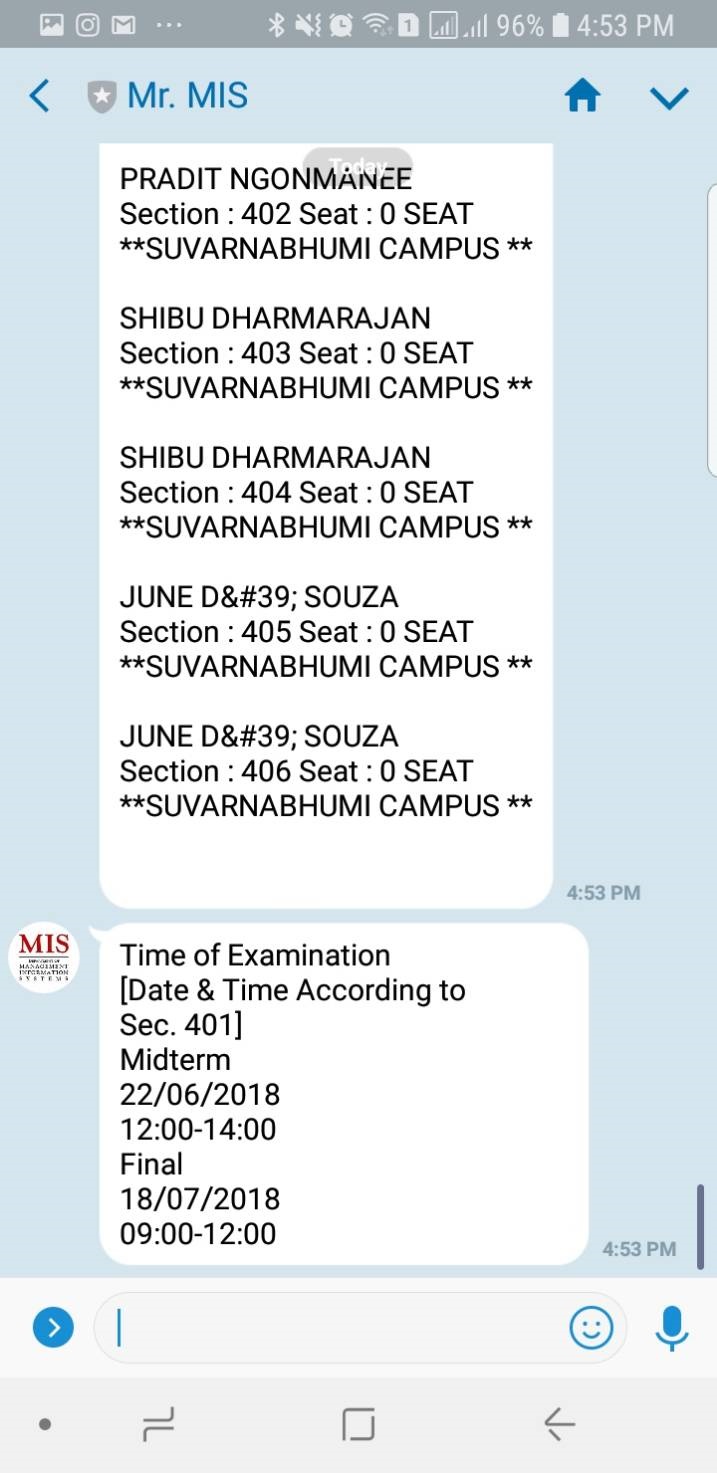 1
96%
4:53 PM
Mr. MIS
Today
PRADIT NGONMANEE
Section : 402 Seat : 0 SEAT
**SUVARNABHUMI CAMPUS **
SHIBU DHARMARAJAN
Section : 403 Seat : 0 SEAT
**SUVARNABHUMI CAMPUS **
SHIBU DHARMARAJAN
Section : 404 Seat : 0 SEAT
**SUVARNABHUMI CAMPUS **
JUNE D&#39; SOUZA
Section : 405 Seat : 0 SEAT
**SUVARNABHUMI CAMPUS **
JUNE D&#39; SOUZA
Section : 406 Seat : 0 SEAT
**SUVARNABHUMI CAMPUS **
4:53 PM
MIS
MANAGEMENT
INFORMATION
SYSTEMS
Time of Examination
[Date & Time According to
Sec. 401]
Midterm
22/06/2018
12:00-14:00
Final
18/07/2018
09:00-12:00
4:53 PM